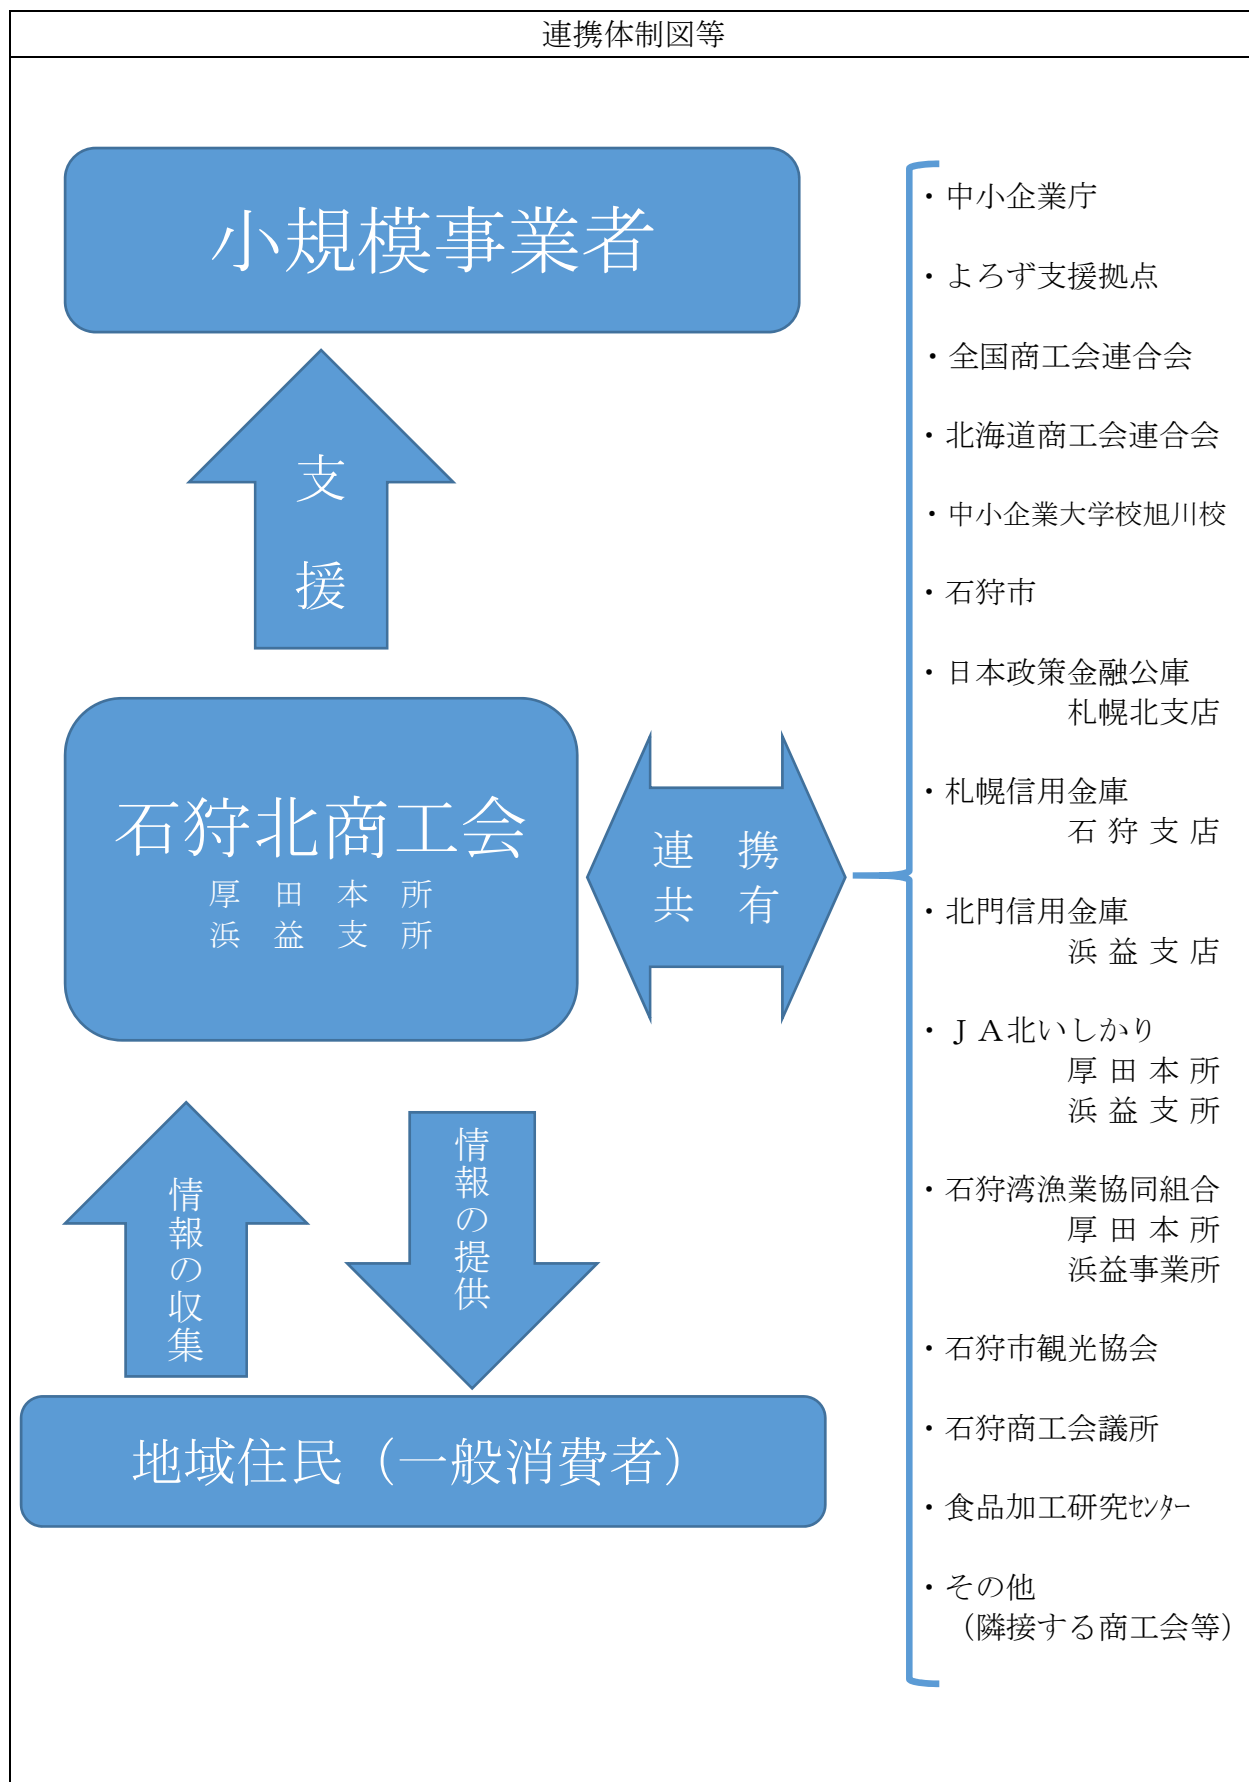 連携体制図等
小規模事業者
支
援
石狩北商工会
厚田本所
浜益支所
連携
共有
情報の収集
情報の提供
地域住民（一般消費者）
・中小企業庁
・よろず支援拠点
・全国商工会連合会
・北海道商工会連合会
・中小企業大学校旭川校
・石狩市
・日本政策金融公庫
札幌北支店
・札幌信用金庫
石狩支店
・北門信用金庫
浜益支店
・ＪＡ北いしかり
厚田本所
浜益支所
・石狩湾漁業協同組合
厚田本所
浜益事業所
・石狩市観光協会
・石狩商工会議所
・食品加工研究ｾﾝﾀｰ
・その他
（隣接する商工会等）